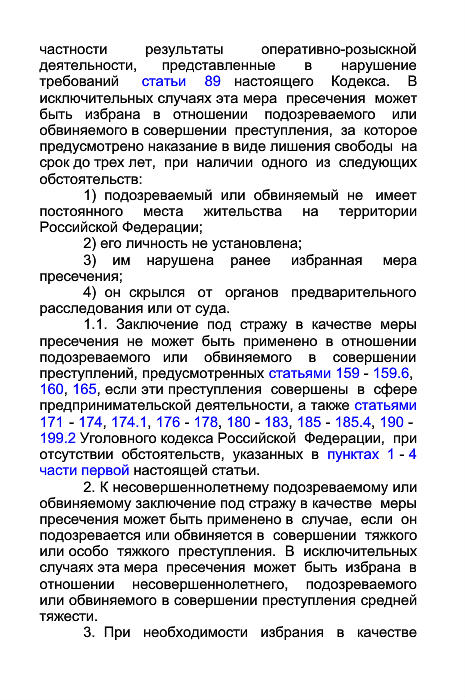 частности результаты оперативно-розыскной
деятельности, представленные в нарушение
требований статьи 89 настоящего Кодекса. В
исключительных случаях эта мера пресечения может
быть избрана в отношении подозреваемого или
обвиняемого в совершении преступления, за которое
предусмотрено наказание в виде лишения свободы на
срок до трех лет, при наличии одного из следующих
обстоятельств:
1) подозреваемый или обвиняемый не имеет
постоянного места жительства на территории
Российской Федерации;
2) его личность не установлена;
3) им нарушена ранее избранная мера
пресечения;
4) он скрылся от органов предварительного
расследования или от суда.
1.1. Заключение под стражу в качестве меры
пресечения не может быть применено в отношении
подозреваемого или обвиняемого в совершении
преступлений, предусмотренных статьями 159 - 159.6,
160, 165, если эти преступления совершены в сфере
предпринимательской деятельности, а также статьями
171 - 174, 174.1, 176 - 178, 180 - 183, 185 - 185.4, 190 -
199.2 Уголовного кодекса Российской Федерации, при
отсутствии обстоятельств, указанных в пунктах 1 - 4
части первой настоящей статьи.
2. К несовершеннолетнему подозреваемому или
обвиняемому заключение под стражу в качестве меры
пресечения может быть применено в случае, если он
подозревается или обвиняется в совершении тяжкого
или особо тяжкого преступления. В исключительных
случаях эта мера пресечения может быть избрана в
отношении несовершеннолетнего, подозреваемого
или обвиняемого в совершении преступления средней
тяжести.
3. При необходимости избрания в качестве